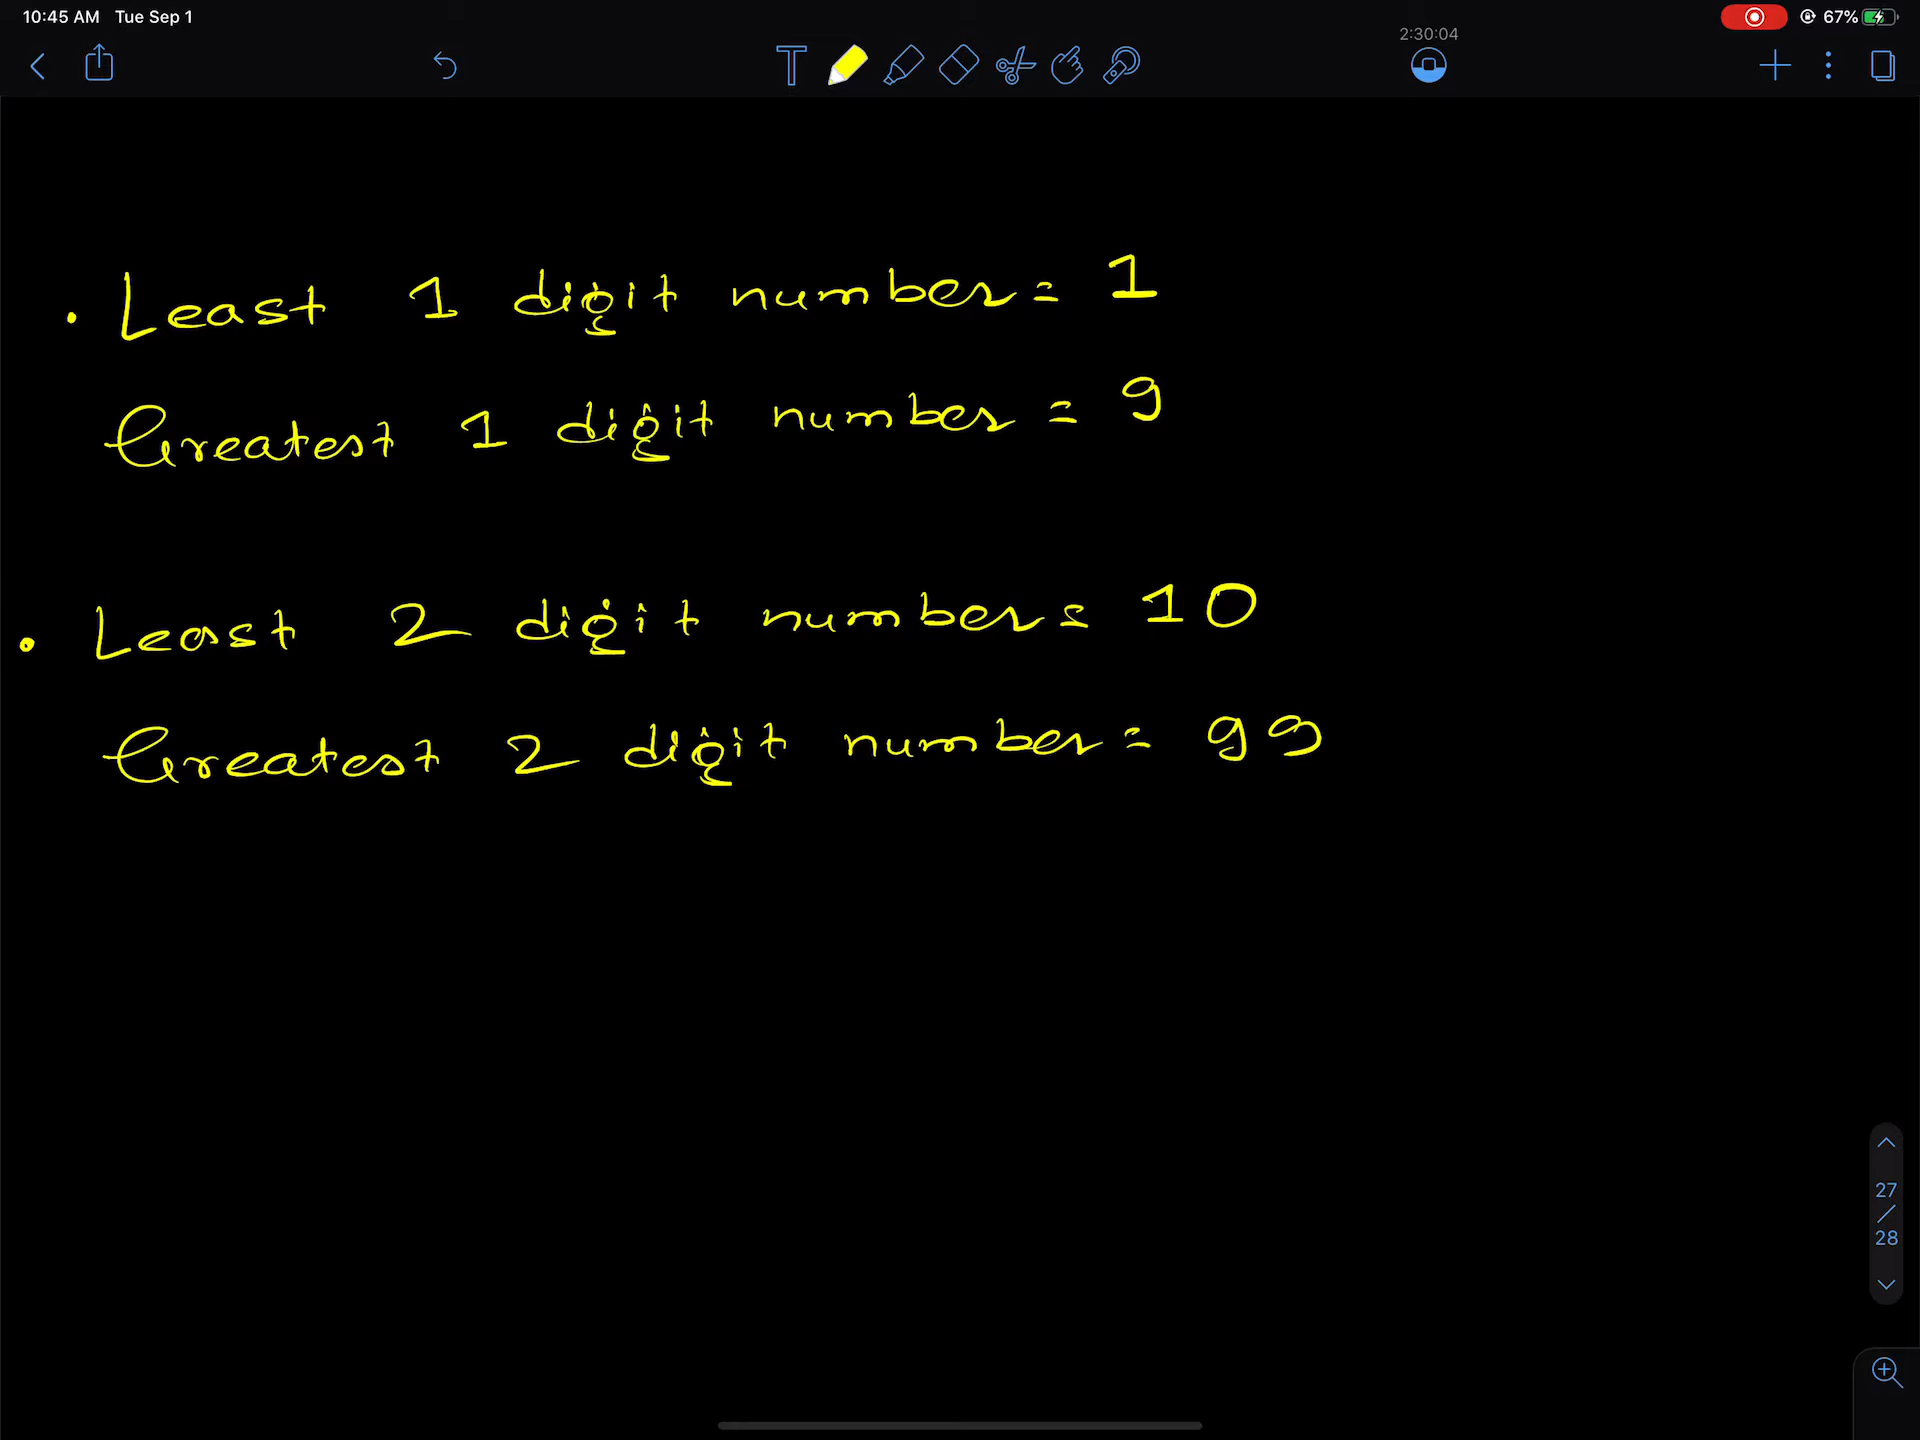 10:45 AM Tue Sep 1
67%
2:30:04
T
• Least 1 digit number = 1
Greatest 1 digit number = 9
• Least 2 digit number = 10
Greatest 2 digit number = 99
27
/
28